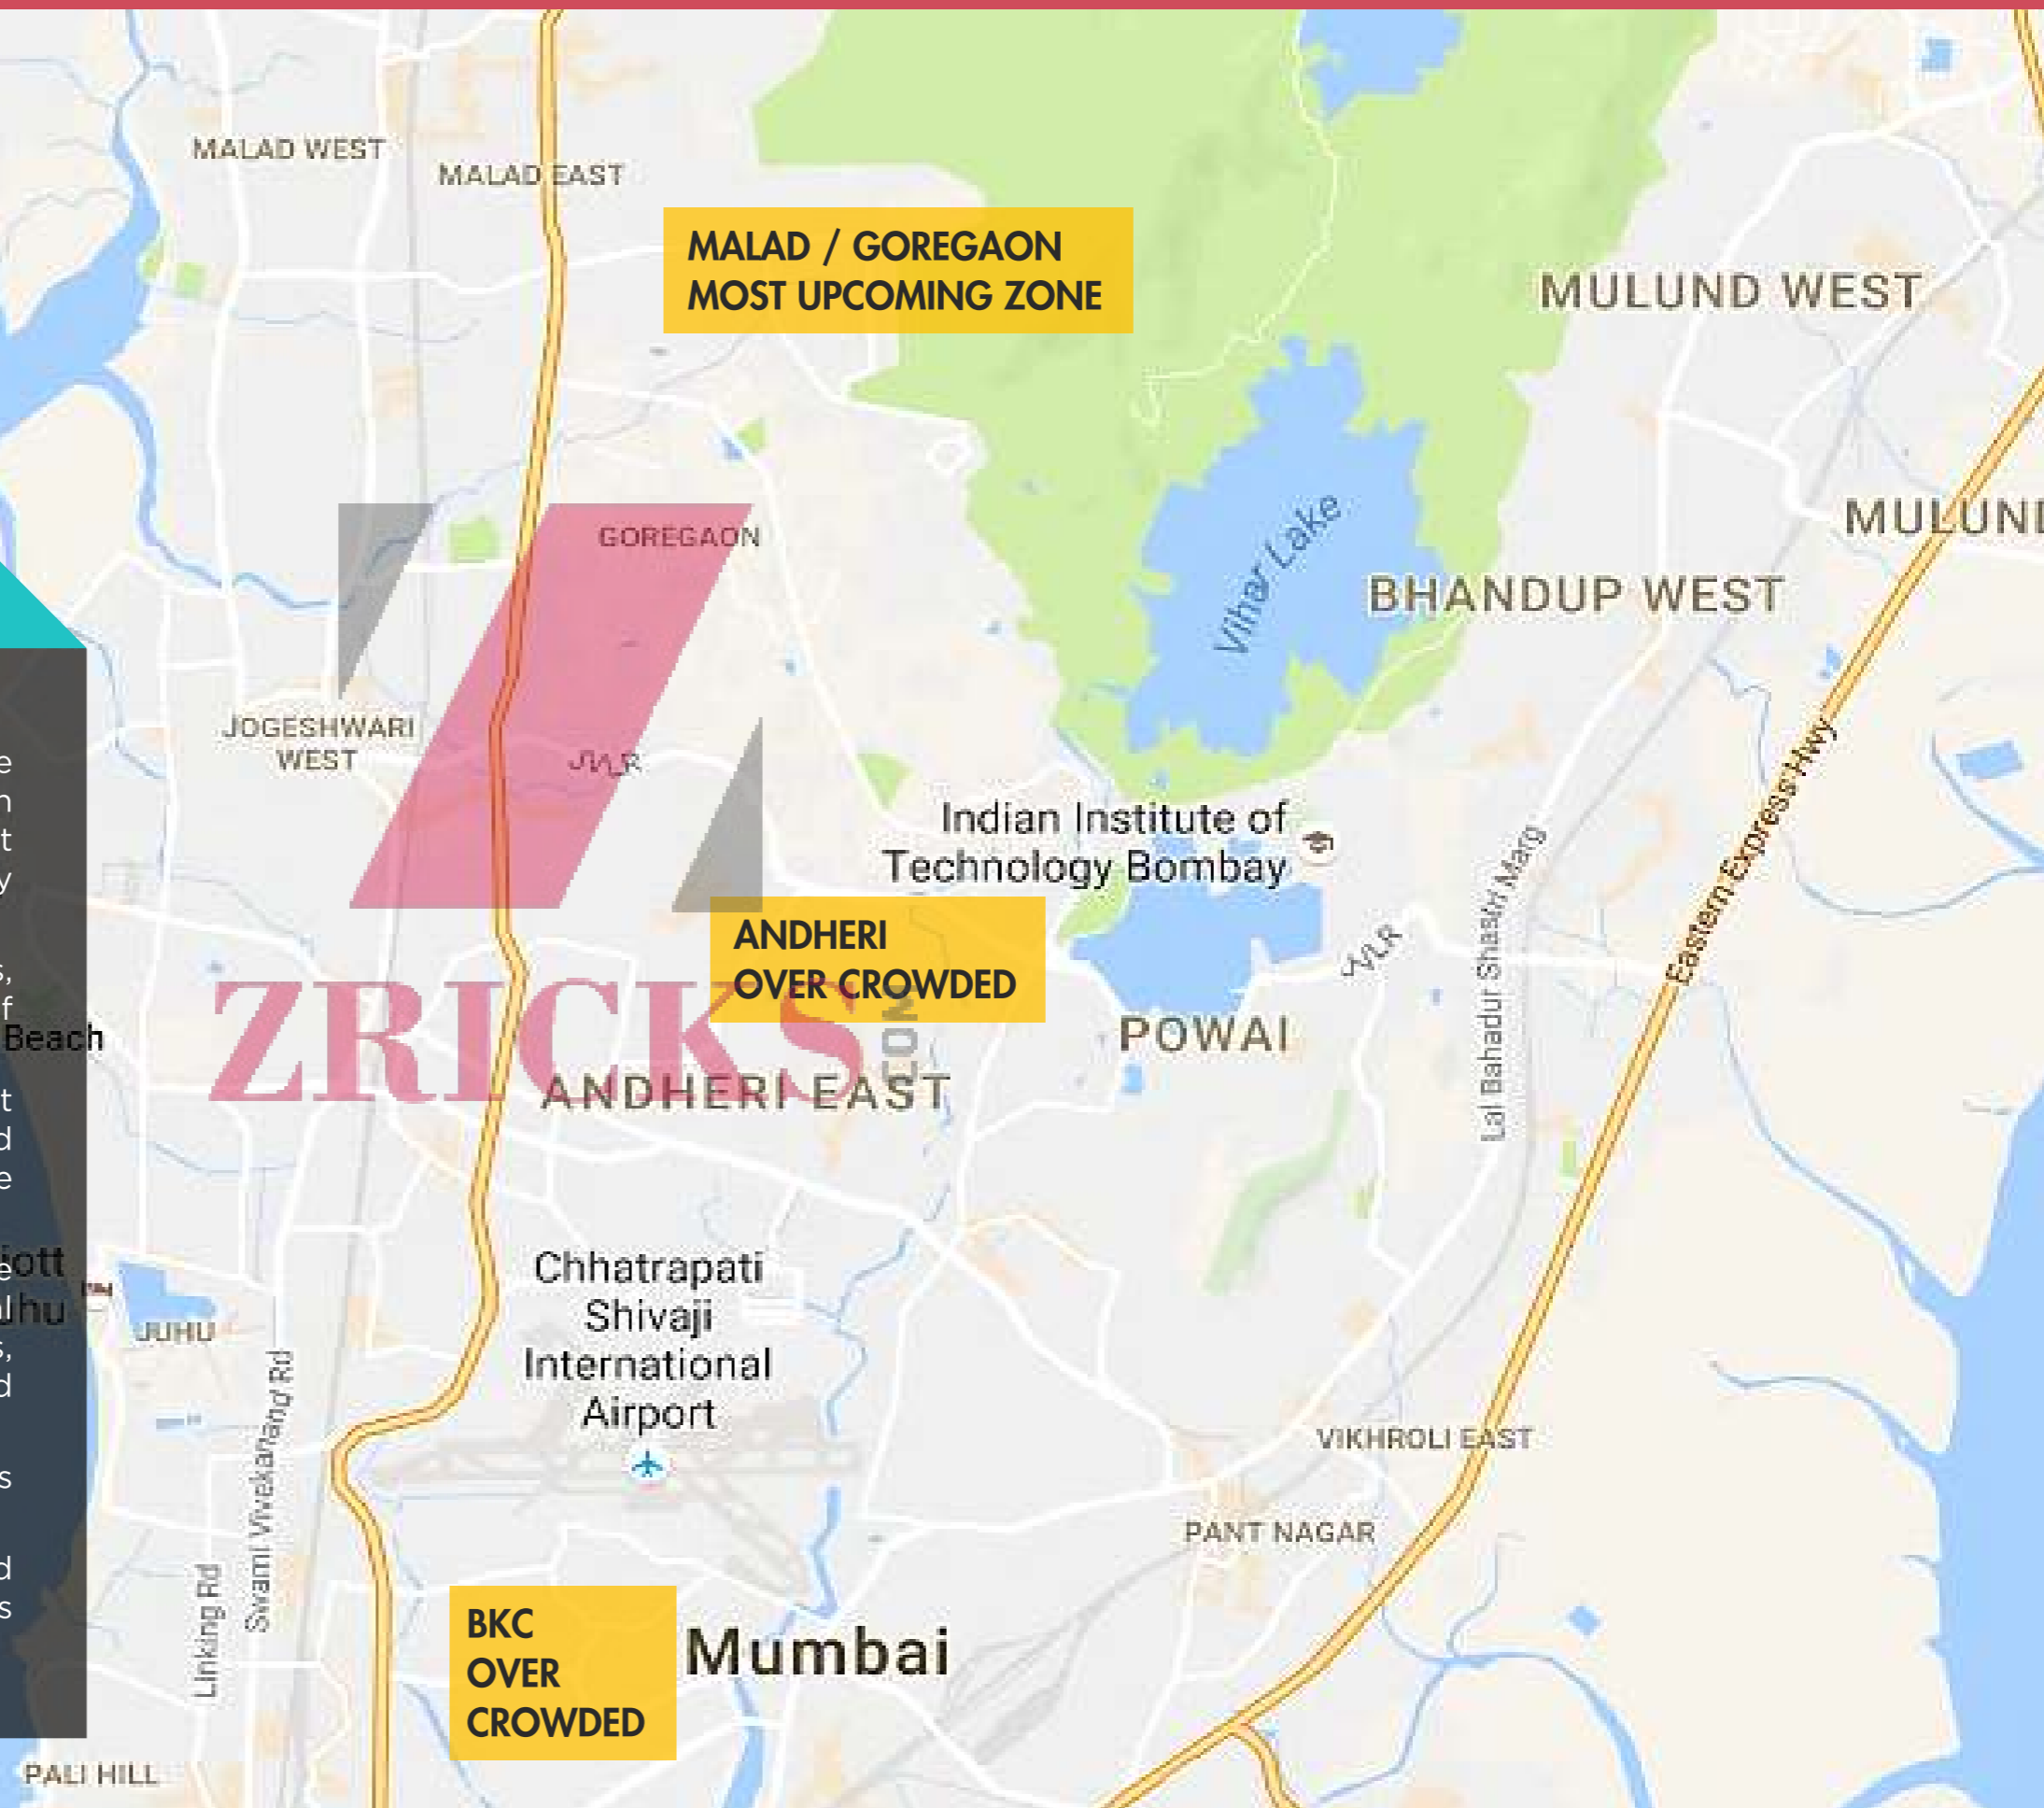 MALAD WEST
MALAD EAST
MALAD / GOREGAON
MOST UPCOMING ZONE
MULUND WEST
GOREGAON
Vihar Lake
BHANDUP WEST
JOGESHWARI
WEST
JVLR
Indian Institute of
Technology Bombay
Eastern Express Hwy
ANDHERI
OVER CROWDED
JVLR
Lal Bahadur Shastri Marg
Beach
ZRICKS
.COM
POWAI
ANDHERI EAST
Chhatrapati
Shivaji
International
Airport
JUHU
Swami Vivekanand Rd
VIKHROLI EAST
PANT NAGAR
Linking Rd
BKC
OVER
CROWDED
Mumbai
PALI HILL